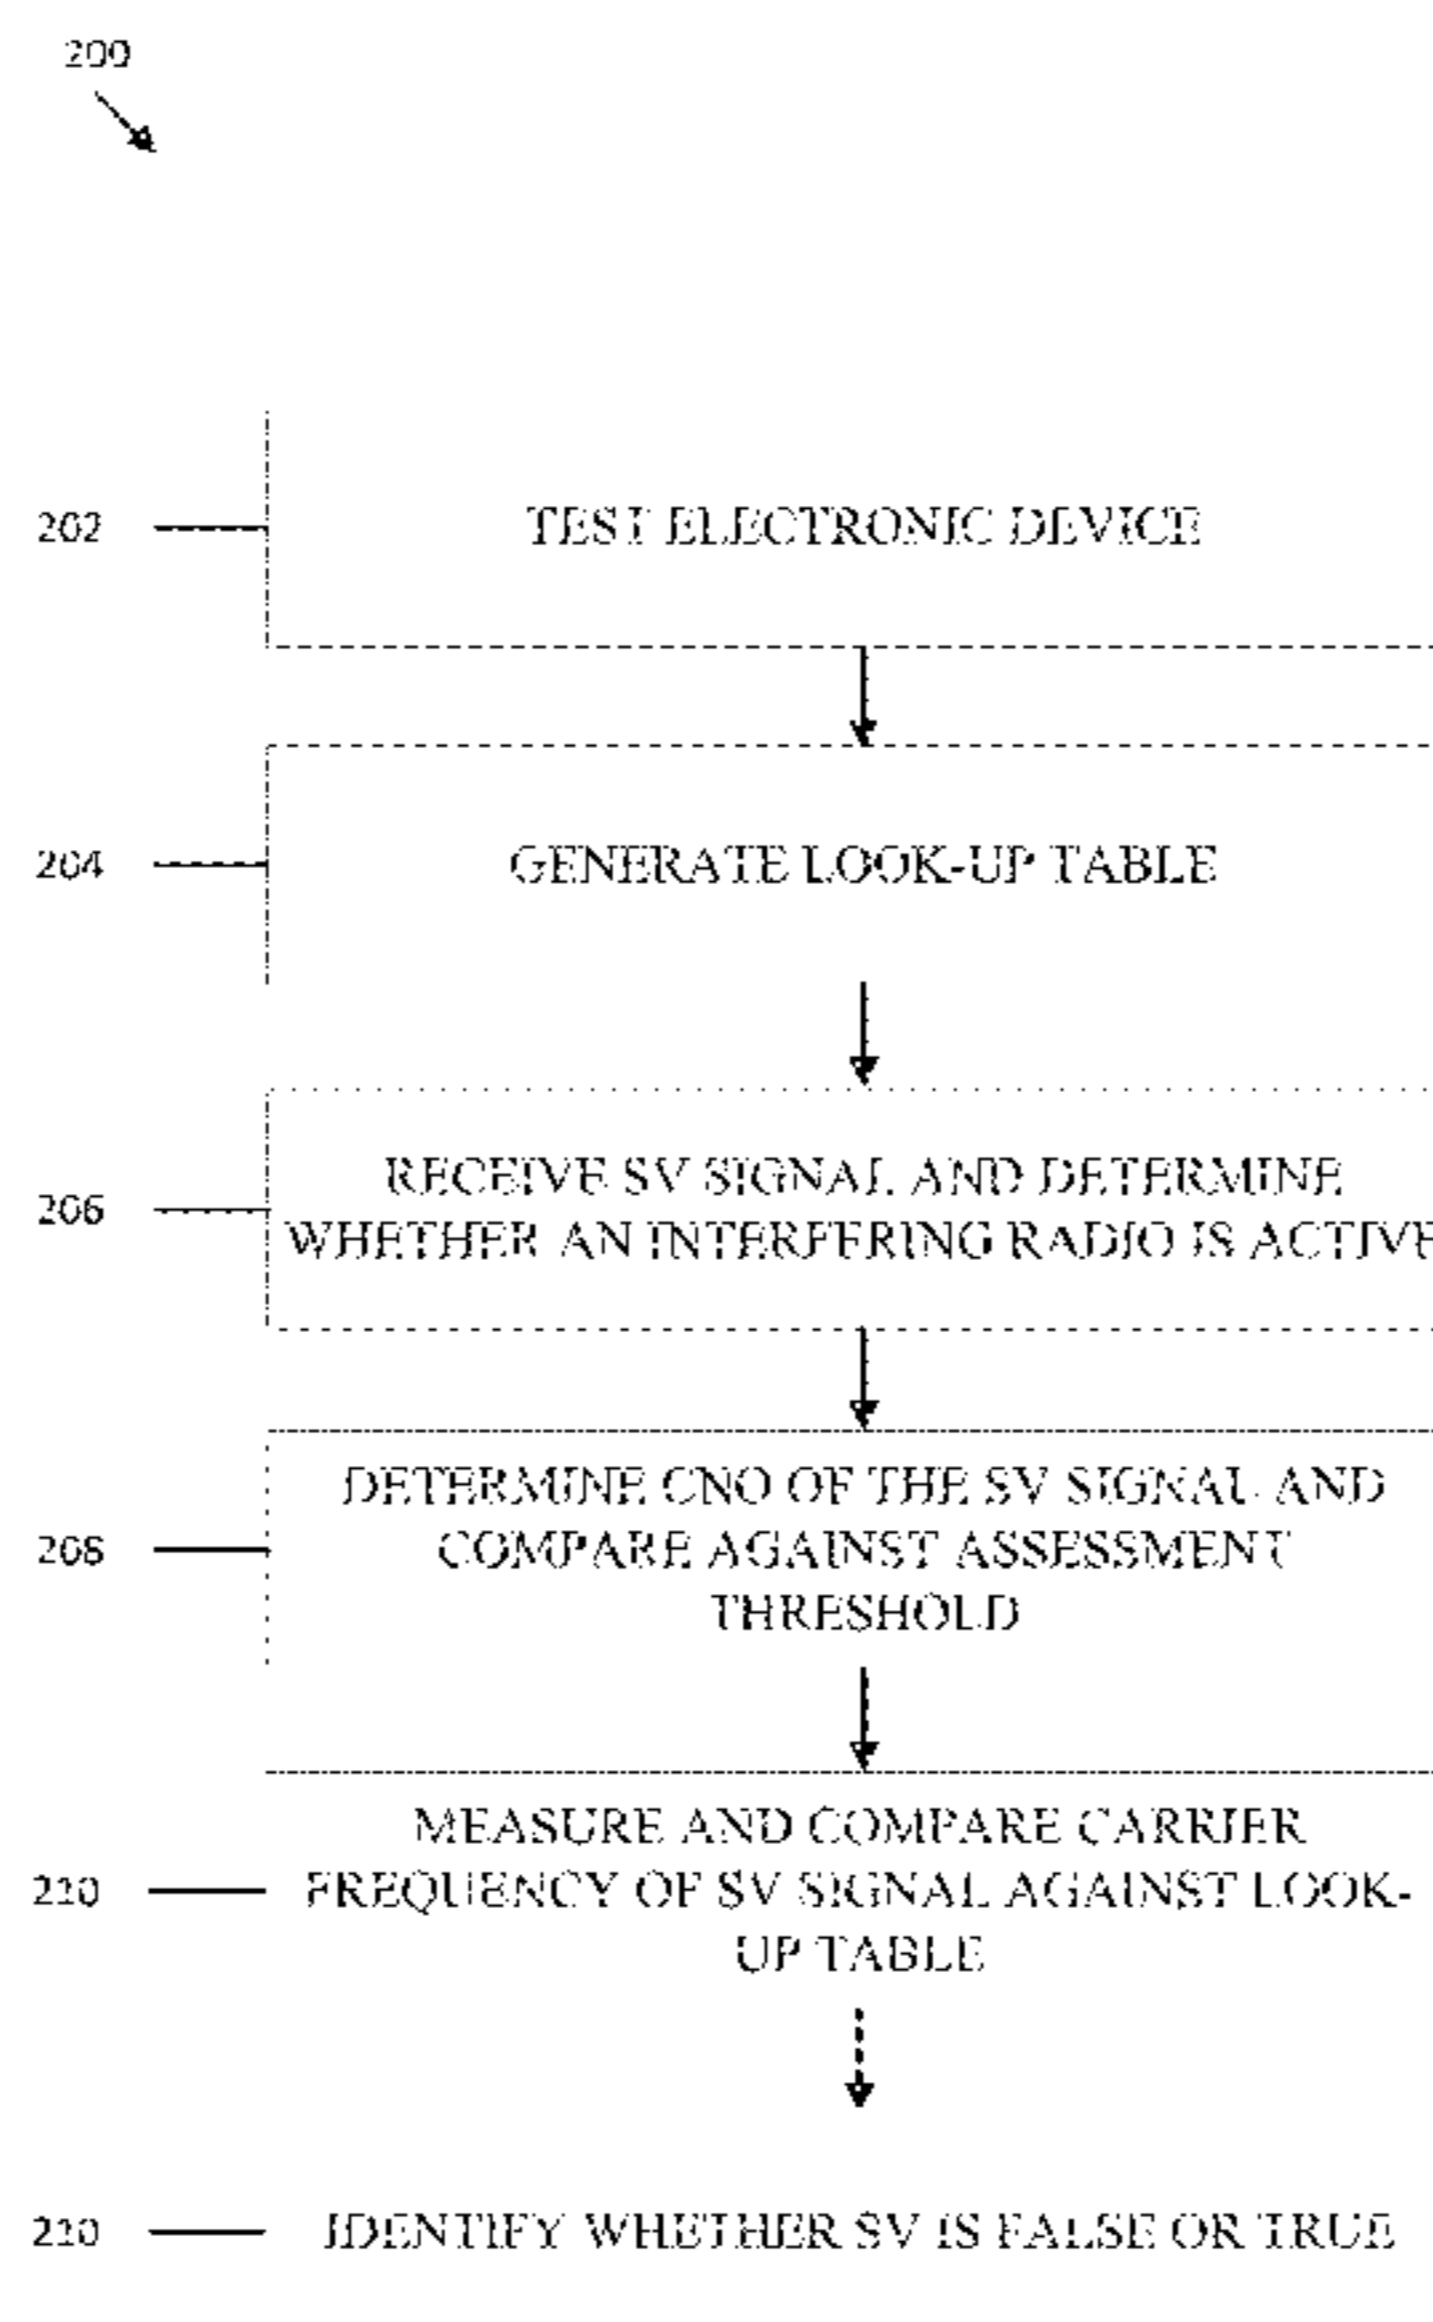 200
202
TEST ELECTRONIC DEVICE
204
GENERATE LOOK-UP TABLE
206
RECEIVE SV SIGNAL AND DETERMINE
WHETHER AN INTERFERING RADIO IS ACTIVE
208
DETERMINE CNO OF THE SV SIGNAL AND
COMPARE AGAINST ASSESSMENT
THRESHOLD
210
MEASURE AND COMPARE CARRIER
FREQUENCY OF SV SIGNAL AGAINST LOOK-
UP TABLE
210
IDENTIFY WHETHER SV IS FALSE OR TRUE